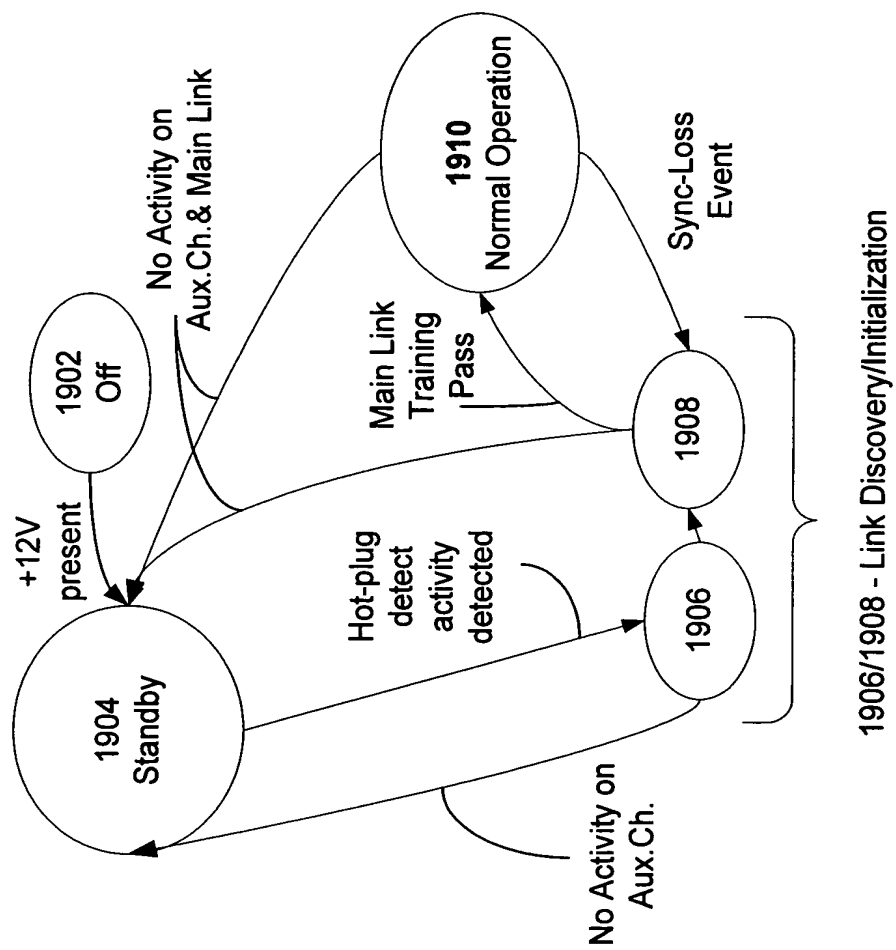 1902
Off
+12V
present
No Activity on
Aux.Ch.& Main Link
1904
Standby
Hot-plug
detect
activity
detected
Main Link
Training
Pass
1910
Normal Operation
No Activity on
Aux.Ch.
1906
1908
Sync-Loss
Event
1906/1908 - Link Discovery/Initialization